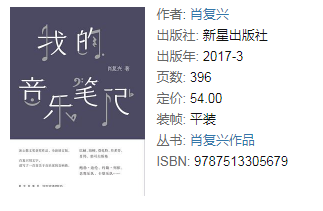 我的
肖复兴 著
音乐笔记
作者: 肖复兴
出版社: 新星出版社
出版年: 2017-3
页数: 396
定价: 54.00
装帧: 平装
丛书: 肖复兴作品
ISBN: 9787513305679